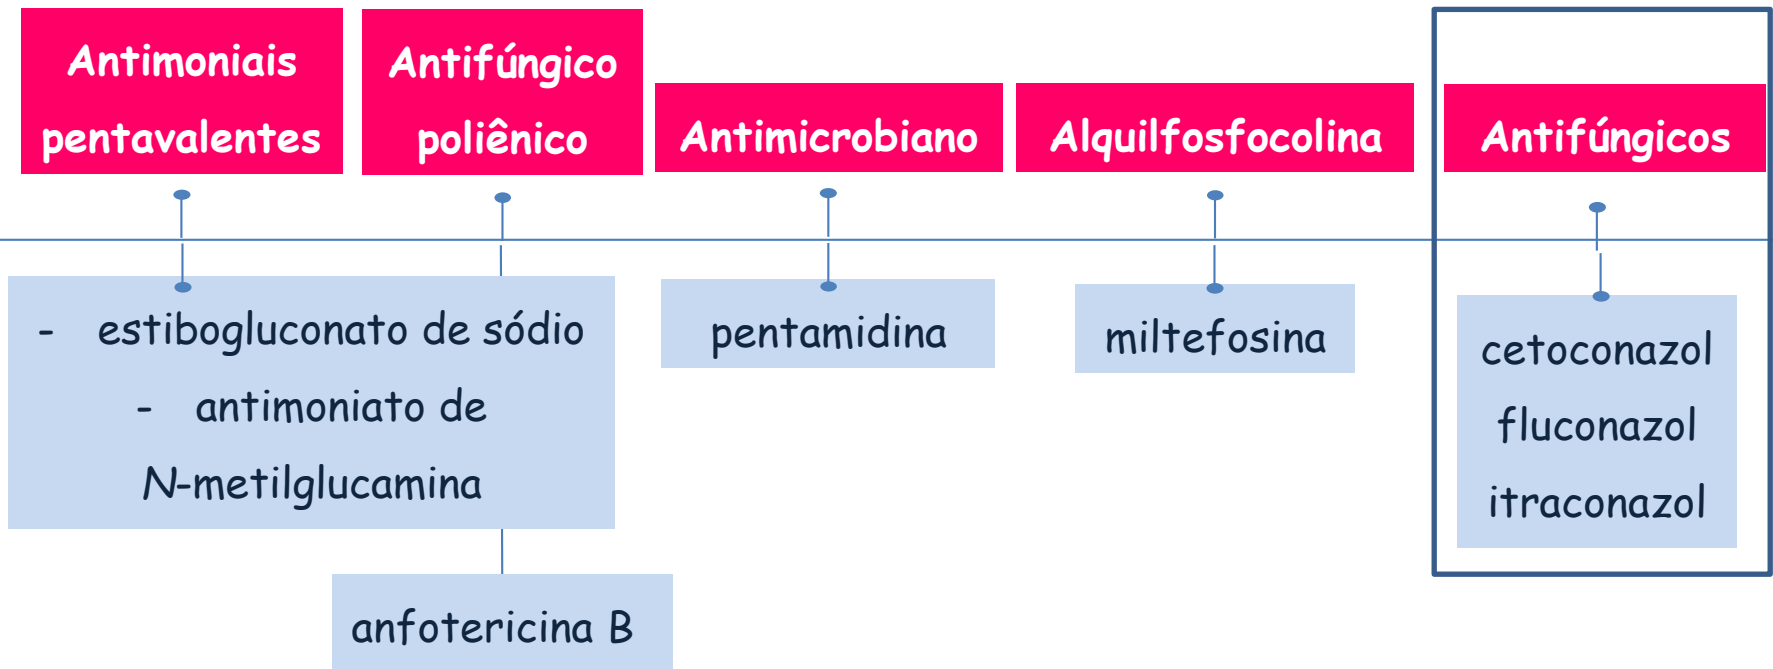 Antimoniais
pentavalentes
Antifúngico
poliênico
Antimicrobiano
Alquilfosfocolina
Antifúngicos
- estibogluconato de sódio
- antimoniato de
N-metilglucamina
anfotericina B
pentamidina
miltefosina
cetoconazol
fluconazol
itraconazol